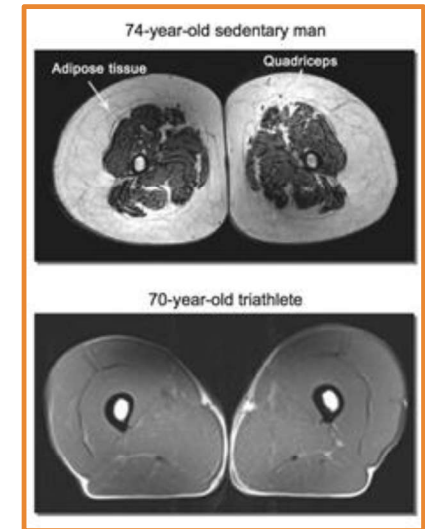 74-year-old sedentary man
Adipose tissue
Quadriceps
70-year-old triathlete